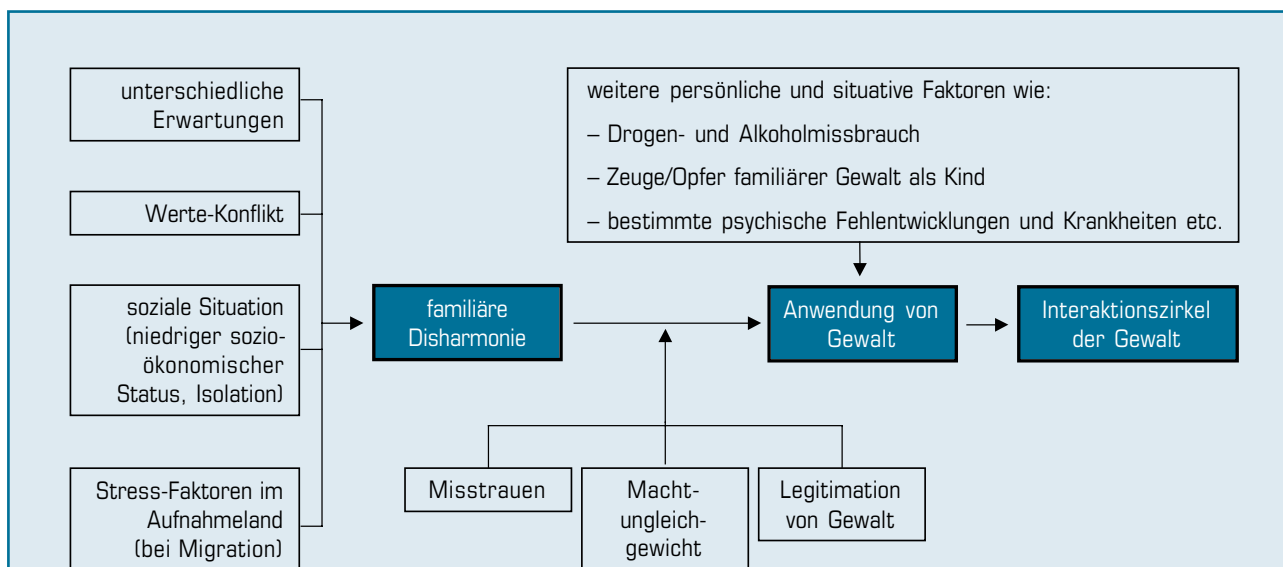 unterschiedliche
Erwartungen
Werte-Konflikt
soziale Situation
(niedriger sozio-
ökonomischer
Status, Isolation)
Stress-Faktoren im
Aufnahmeland
(bei Migration)
familiäre
Disharmonie
weitere persönliche und situative Faktoren wie:
– Drogen- und Alkoholmissbrauch
– Zeuge/Opfer familiärer Gewalt als Kind
– bestimmte psychische Fehlentwicklungen und Krankheiten etc.
Anwendung von
Gewalt
Interaktionszirkel
der Gewalt
Misstrauen
Macht-
ungleich-
gewicht
Legitimation
von Gewalt